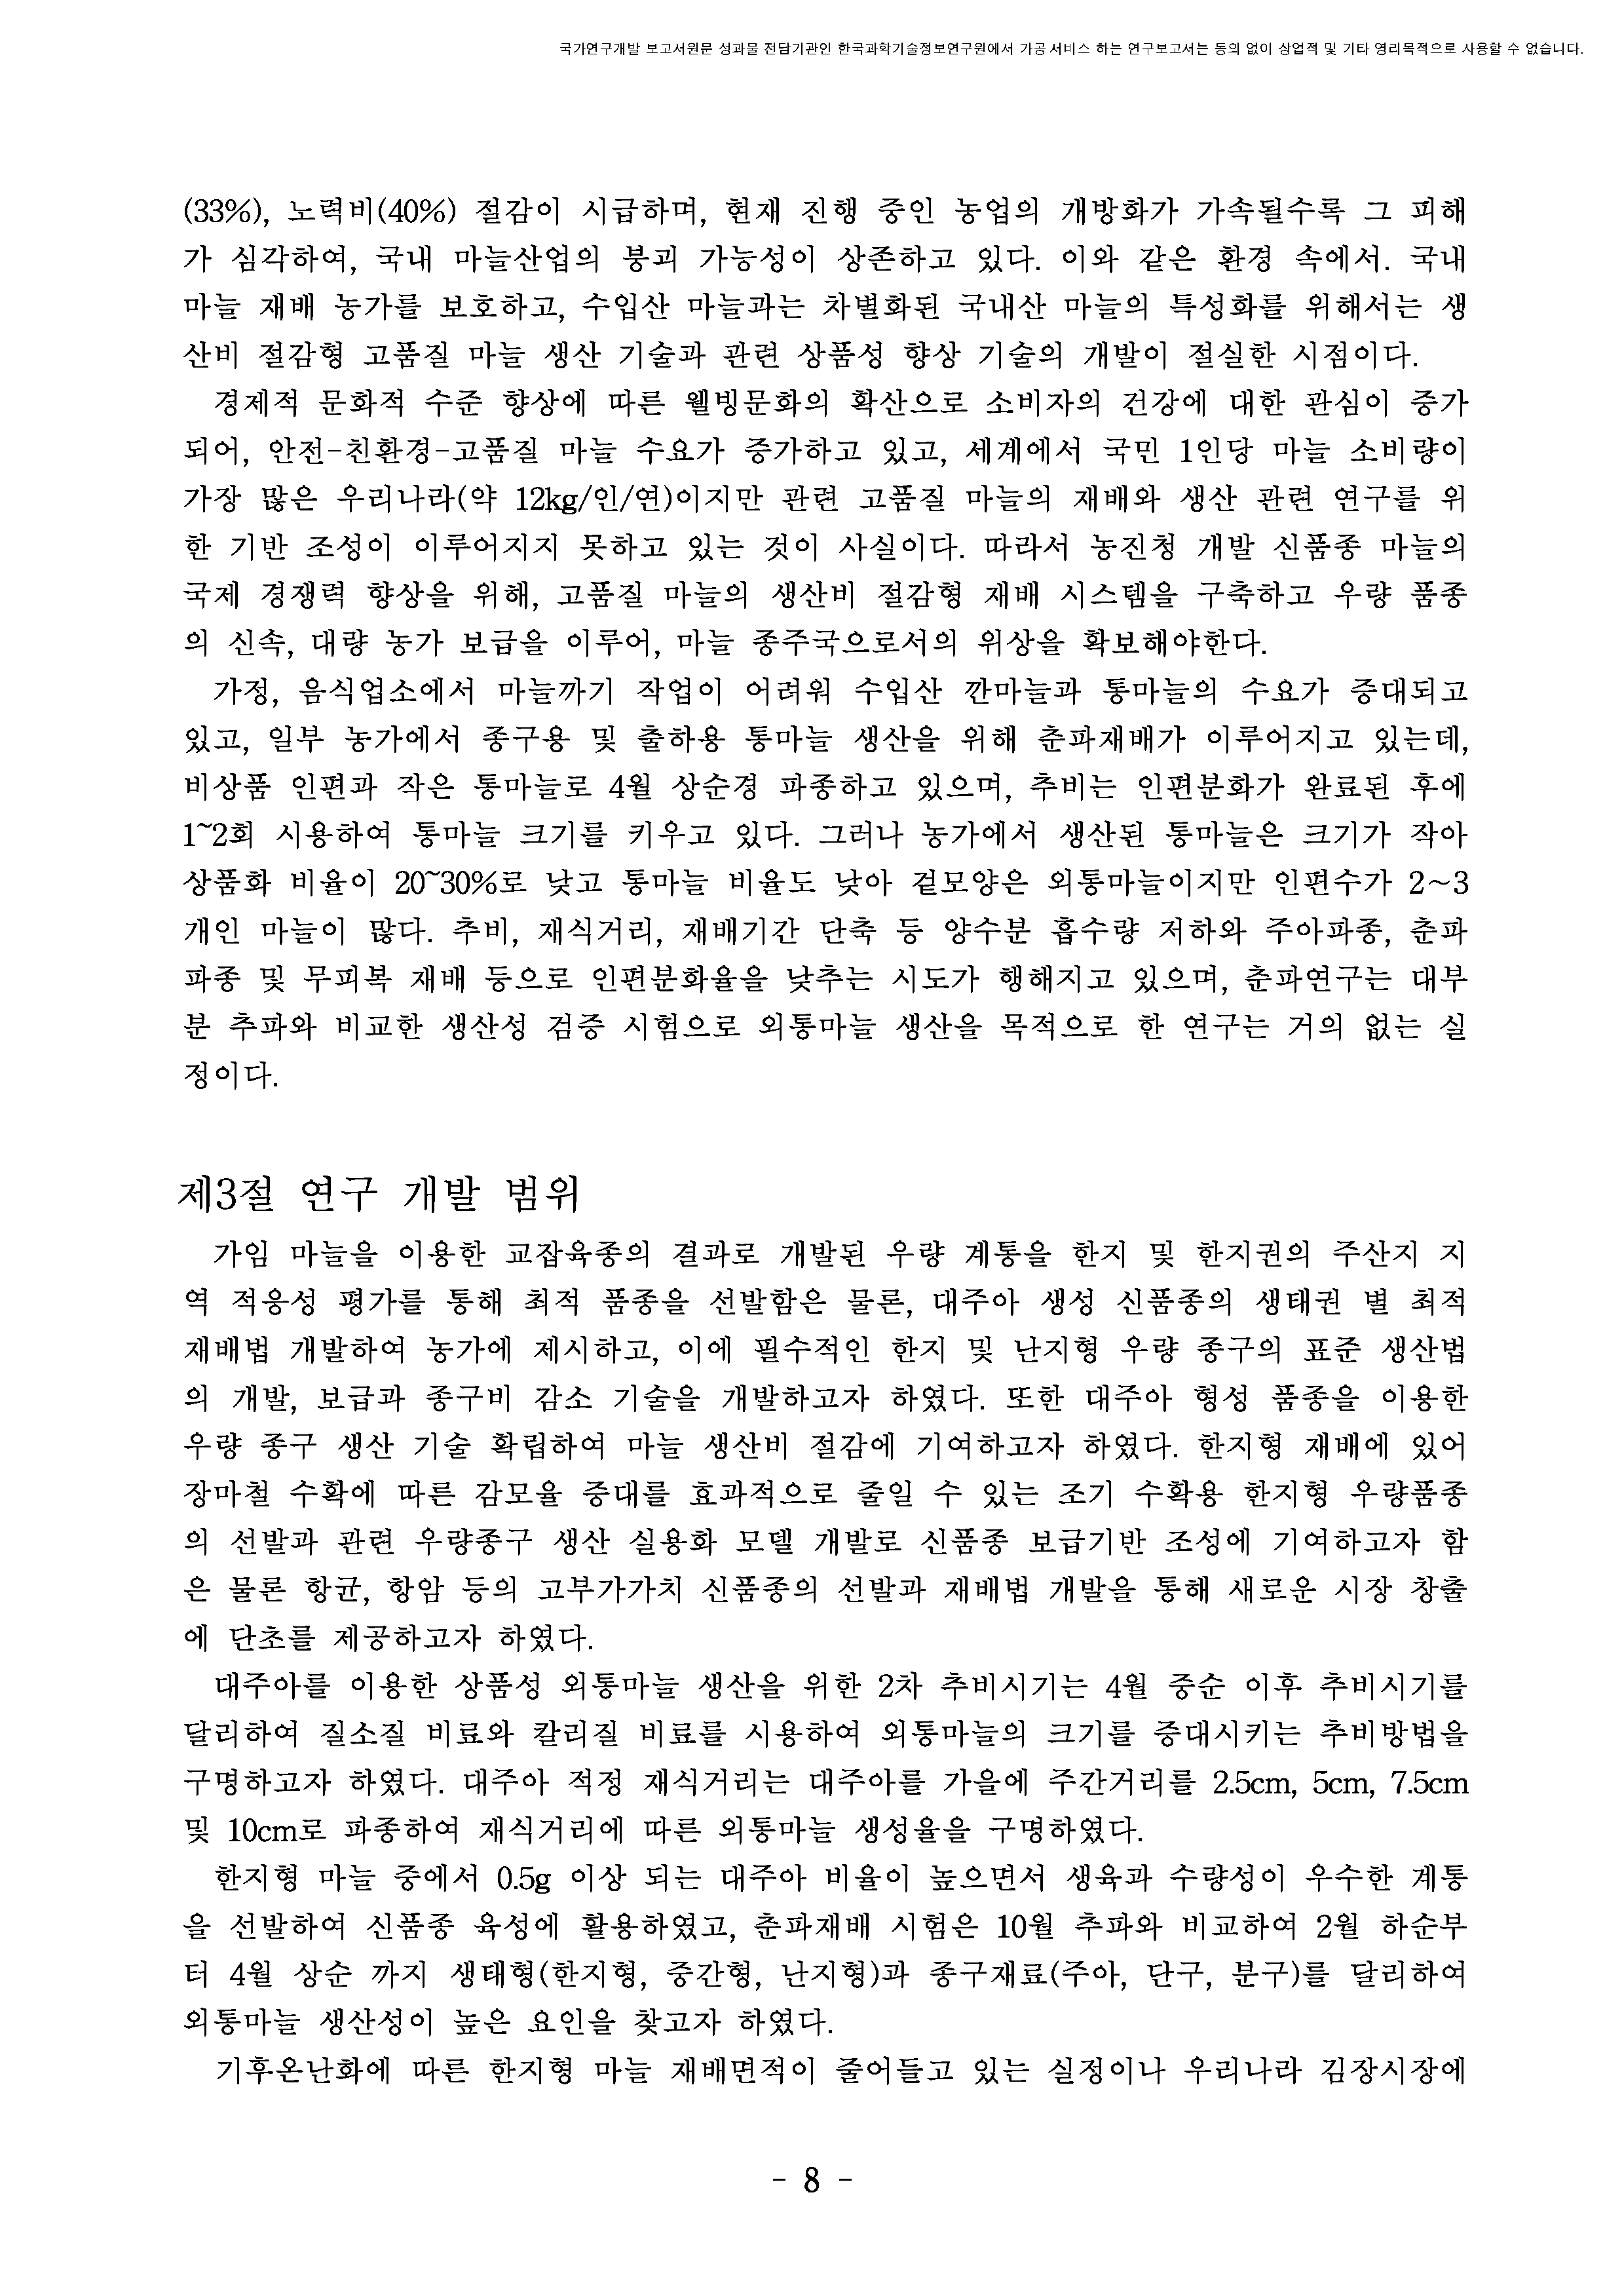 국가연구개발 보고서원문 성과물 전담기관인 한국과학기술정보연구원에서 가공·서비스 하는 연구보고서는 동의 없이 상업적 및 기타 영리목적으로 사용할 수 없습니다.
(33%), 노력비(40%) 절감이 시급하며, 현재 진행 중인 농업의 개방화가 가속될수록 그 피해
가 심각하여, 국내 마늘산업의 붕괴 가능성이 상존하고 있다. 이와 같은 환경 속에서. 국내
마늘 재배 농가를 보호하고, 수입산 마늘과는 차별화된 국내산 마늘의 특성화를 위해서는 생
산비 절감형 고품질 마늘 생산 기술과 관련 상품성 향상 기술의 개발이 절실한 시점이다.
경제적 문화적 수준 향상에 따른 웰빙문화의 확산으로 소비자의 건강에 대한 관심이 증가
되어, 안전-친환경-고품질 마늘 수요가 증가하고 있고, 세계에서 국민 1인당 마늘 소비량이
가장 많은 우리나라(약 12kg/인/연)이지만 관련 고품질 마늘의 재배와 생산 관련 연구를 위
한 기반 조성이 이루어지지 못하고 있는 것이 사실이다. 따라서 농진청 개발 신품종 마늘의
국제 경쟁력 향상을 위해, 고품질 마늘의 생산비 절감형 재배 시스템을 구축하고 우량 품종
의 신속, 대량 농가 보급을 이루어, 마늘 종주국으로서의 위상을 확보해야한다.
가정, 음식업소에서 마늘까기 작업이 어려워 수입산 깐마늘과 통마늘의 수요가 증대되고
있고, 일부 농가에서 종구용 및 출하용 통마늘 생산을 위해 춘파재배가 이루어지고 있는데,
비상품 인편과 작은 통마늘로 4월 상순경 파종하고 있으며, 추비는 인편분화가 완료된 후에
1~2회 시용하여 통마늘 크기를 키우고 있다. 그러나 농가에서 생산된 통마늘은 크기가 작아
상품화 비율이 20~30%로 낮고 통마늘 비율도 낮아 겉모양은 외통마늘이지만 인편수가 2~3
개인 마늘이 많다. 추비, 재식거리, 재배기간 단축 등 양수분 흡수량 저하와 주아파종, 춘파
파종 및 무피복 재배 등으로 인편분화율을 낮추는 시도가 행해지고 있으며, 춘파연구는 대부
분 추파와 비교한 생산성 검증 시험으로 외통마늘 생산을 목적으로 한 연구는 거의 없는 실
정이다.
제3절 연구 개발 범위
가임 마늘을 이용한 교잡육종의 결과로 개발된 우량 계통을 한지 및 한지권의 주산지 지
역 적응성 평가를 통해 최적 품종을 선발함은 물론, 대주아 생성 신품종의 생태권 별 최적
재배법 개발하여 농가에 제시하고, 이에 필수적인 한지 및 난지형 우량 종구의 표준 생산법
의 개발, 보급과 종구비 감소 기술을 개발하고자 하였다. 또한 대주아 형성 품종을 이용한
우량 종구 생산 기술 확립하여 마늘 생산비 절감에 기여하고자 하였다. 한지형 재배에 있어
장마철 수확에 따른 감모율 증대를 효과적으로 줄일 수 있는 조기 수확용 한지형 우량품종
의 선발과 관련 우량종구 생산 실용화 모델 개발로 신품종 보급기반 조성에 기여하고자 함
은 물론 항균, 항암 등의 고부가가치 신품종의 선발과 재배법 개발을 통해 새로운 시장 창출
에 단초를 제공하고자 하였다.
대주아를 이용한 상품성 외통마늘 생산을 위한 2차 추비시기는 4월 중순 이후 추비시기를
달리하여 질소질 비료와 칼리질 비료를 시용하여 외통마늘의 크기를 증대시키는 추비방법을
구명하고자 하였다. 대주아 적정 재식거리는 대주아를 가을에 주간거리를 2.5cm, 5cm, 7.5cm
및 10cm로 파종하여 재식거리에 따른 외통마늘 생성율을 구명하였다.
한지형 마늘 중에서 0.5g 이상 되는 대주아 비율이 높으면서 생육과 수량성이 우수한 계통
을 선발하여 신품종 육성에 활용하였고, 춘파재배 시험은 10월 추파와 비교하여 2월 하순부
터 4월 상순 까지 생태형(한지형, 중간형, 난지형)과 종구재료(주아, 단구, 분구)를 달리하여
외통마늘 생산성이 높은 요인을 찾고자 하였다.
기후온난화에 따른 한지형 마늘 재배면적이 줄어들고 있는 실정이나 우리나라 김장시장에
- 8 -